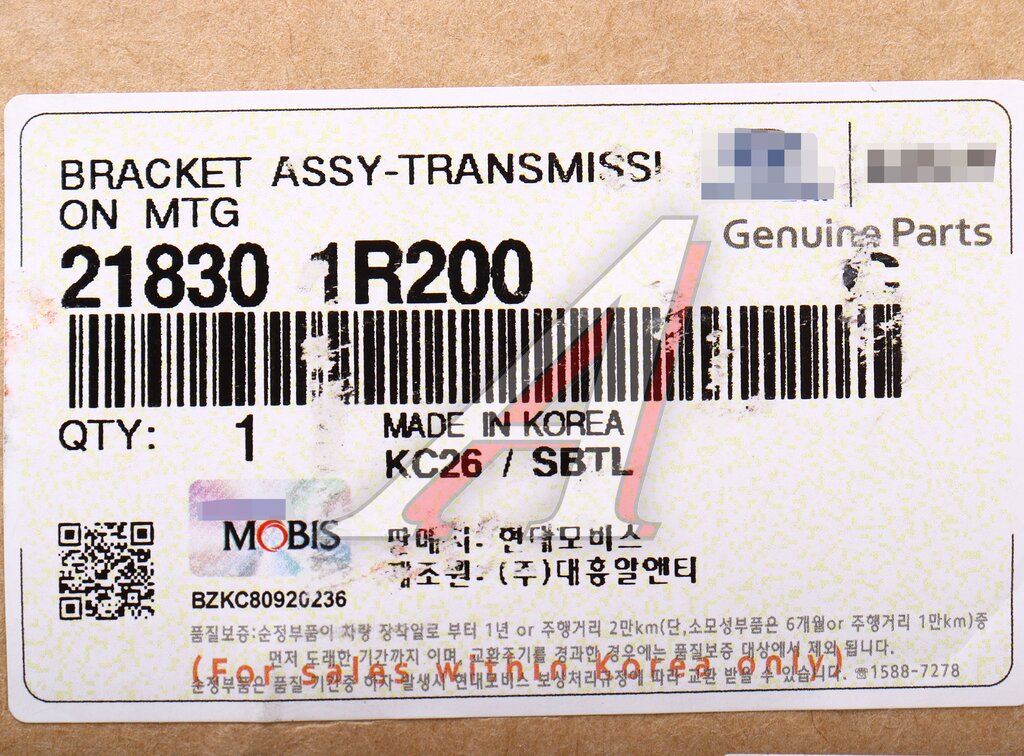 BRACKET ASSY-TRANSMISSI
ON MTG
Genuine Parts
21830 1R200
C
QTY: 1
MADE IN KOREA
KC26 / SBTL
MOBIS
판매처: 현대모비스
제조원: (주)대흥알앤티
BZKC80920236
품질보증:순정부품이 차량 장착일로 부터 1년 or 주행거리 2만km(단,소모성부품은 6개월or 주행거리 1만km)중
먼저 도래한 기간까지 이며, 교환주기를 경과한 경우에는 품질보증 대상에서 제외 됩니다.
(For sales within Korea only)
순정부품은 품질 기간중 하자 발생시 현대모비스 보상처리규정에 따라 교환 받을 수 있습니다. ☏1588-7278